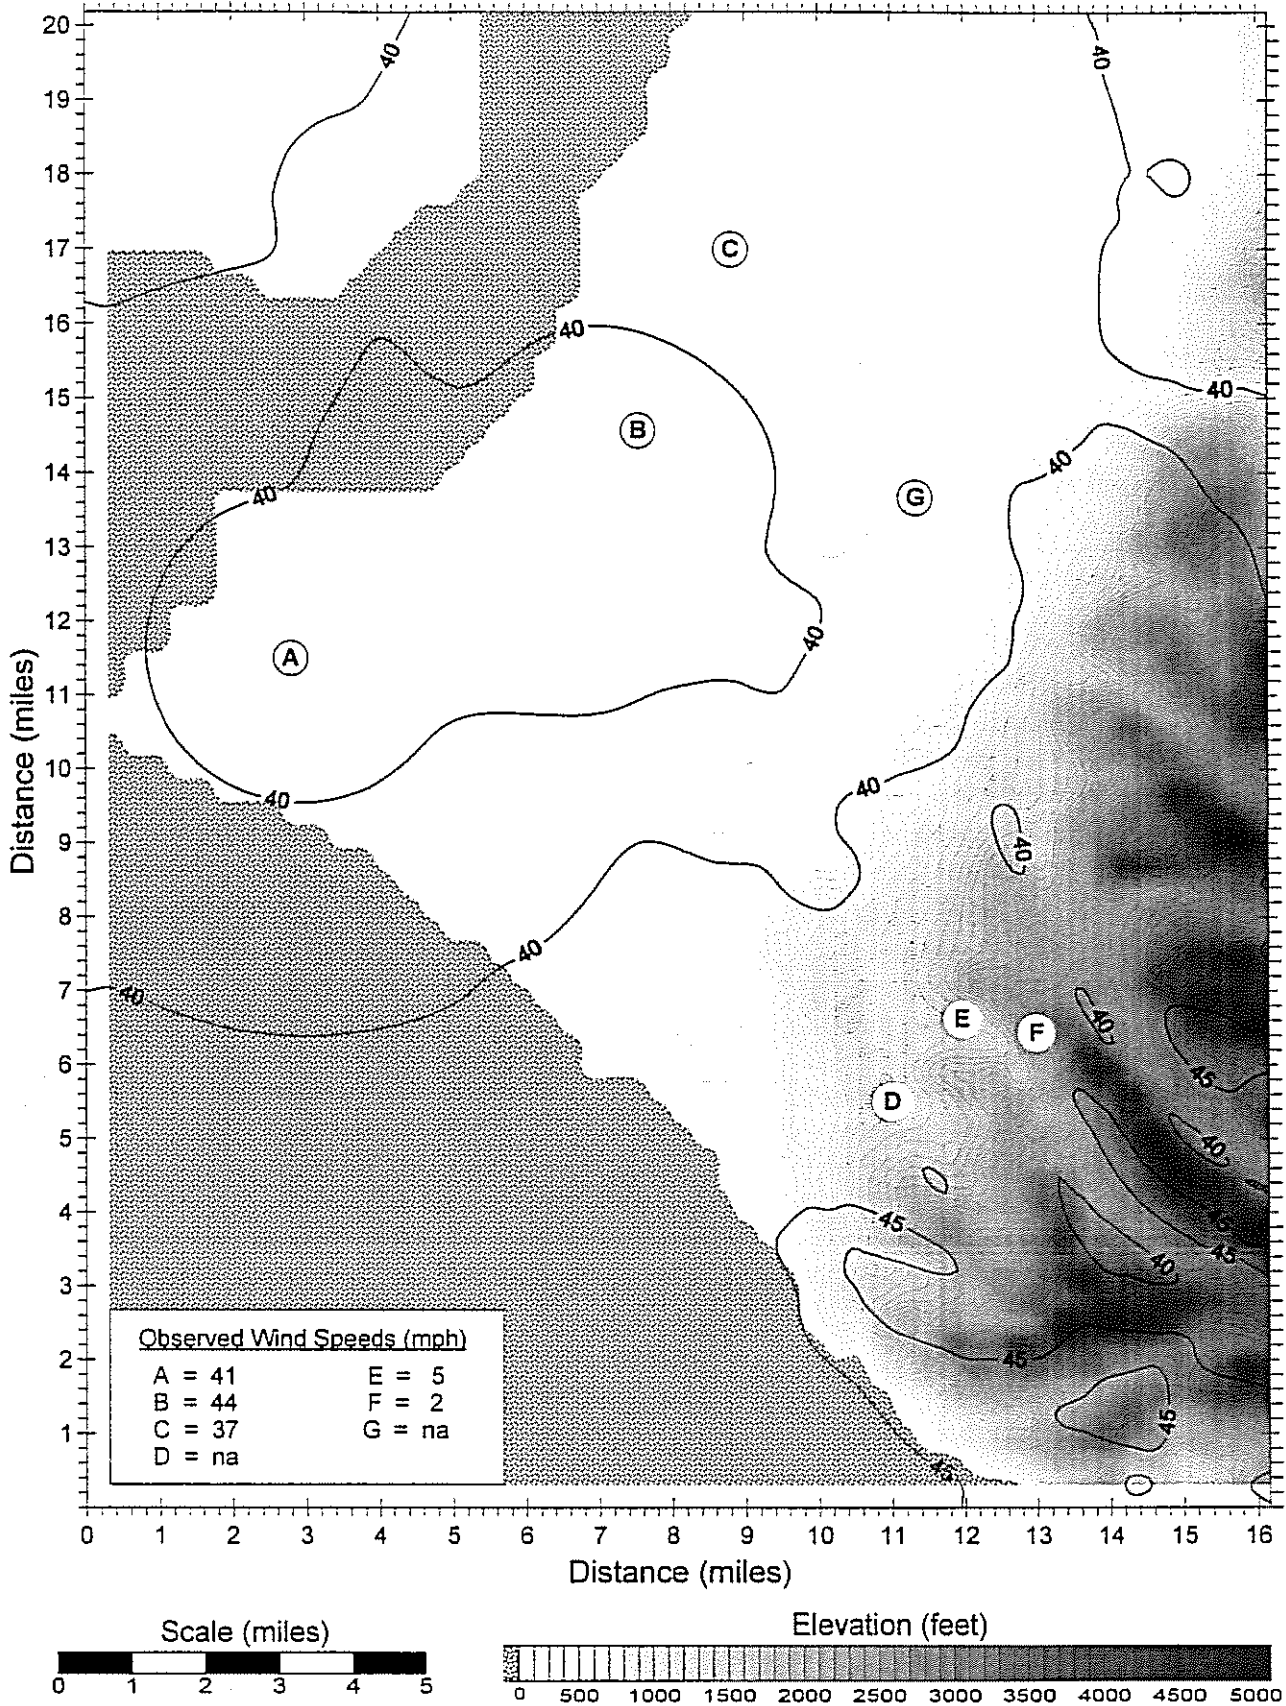 40
40
20
19
18
17
16
15
14
13
12
11
10
9
8
7
6
5
4
3
2
1
Distance (miles)
C
40
40
B
40
G
40
40
A
40
40
40
40
40
40
E
F
40
45
D
40
45
45
45
40
45
45
45
Observed Wind Speeds (mph)
A = 41 E = 5
B = 44 F = 2
C = 37 G = na
D = na
0 1 2 3 4 5 6 7 8 9 10 11 12 13 14 15 16
Distance (miles)
Scale (miles)
0 1 2 3 4 5
Elevation (feet)
0 500 1000 1500 2000 2500 3000 3500 4000 4500 5000